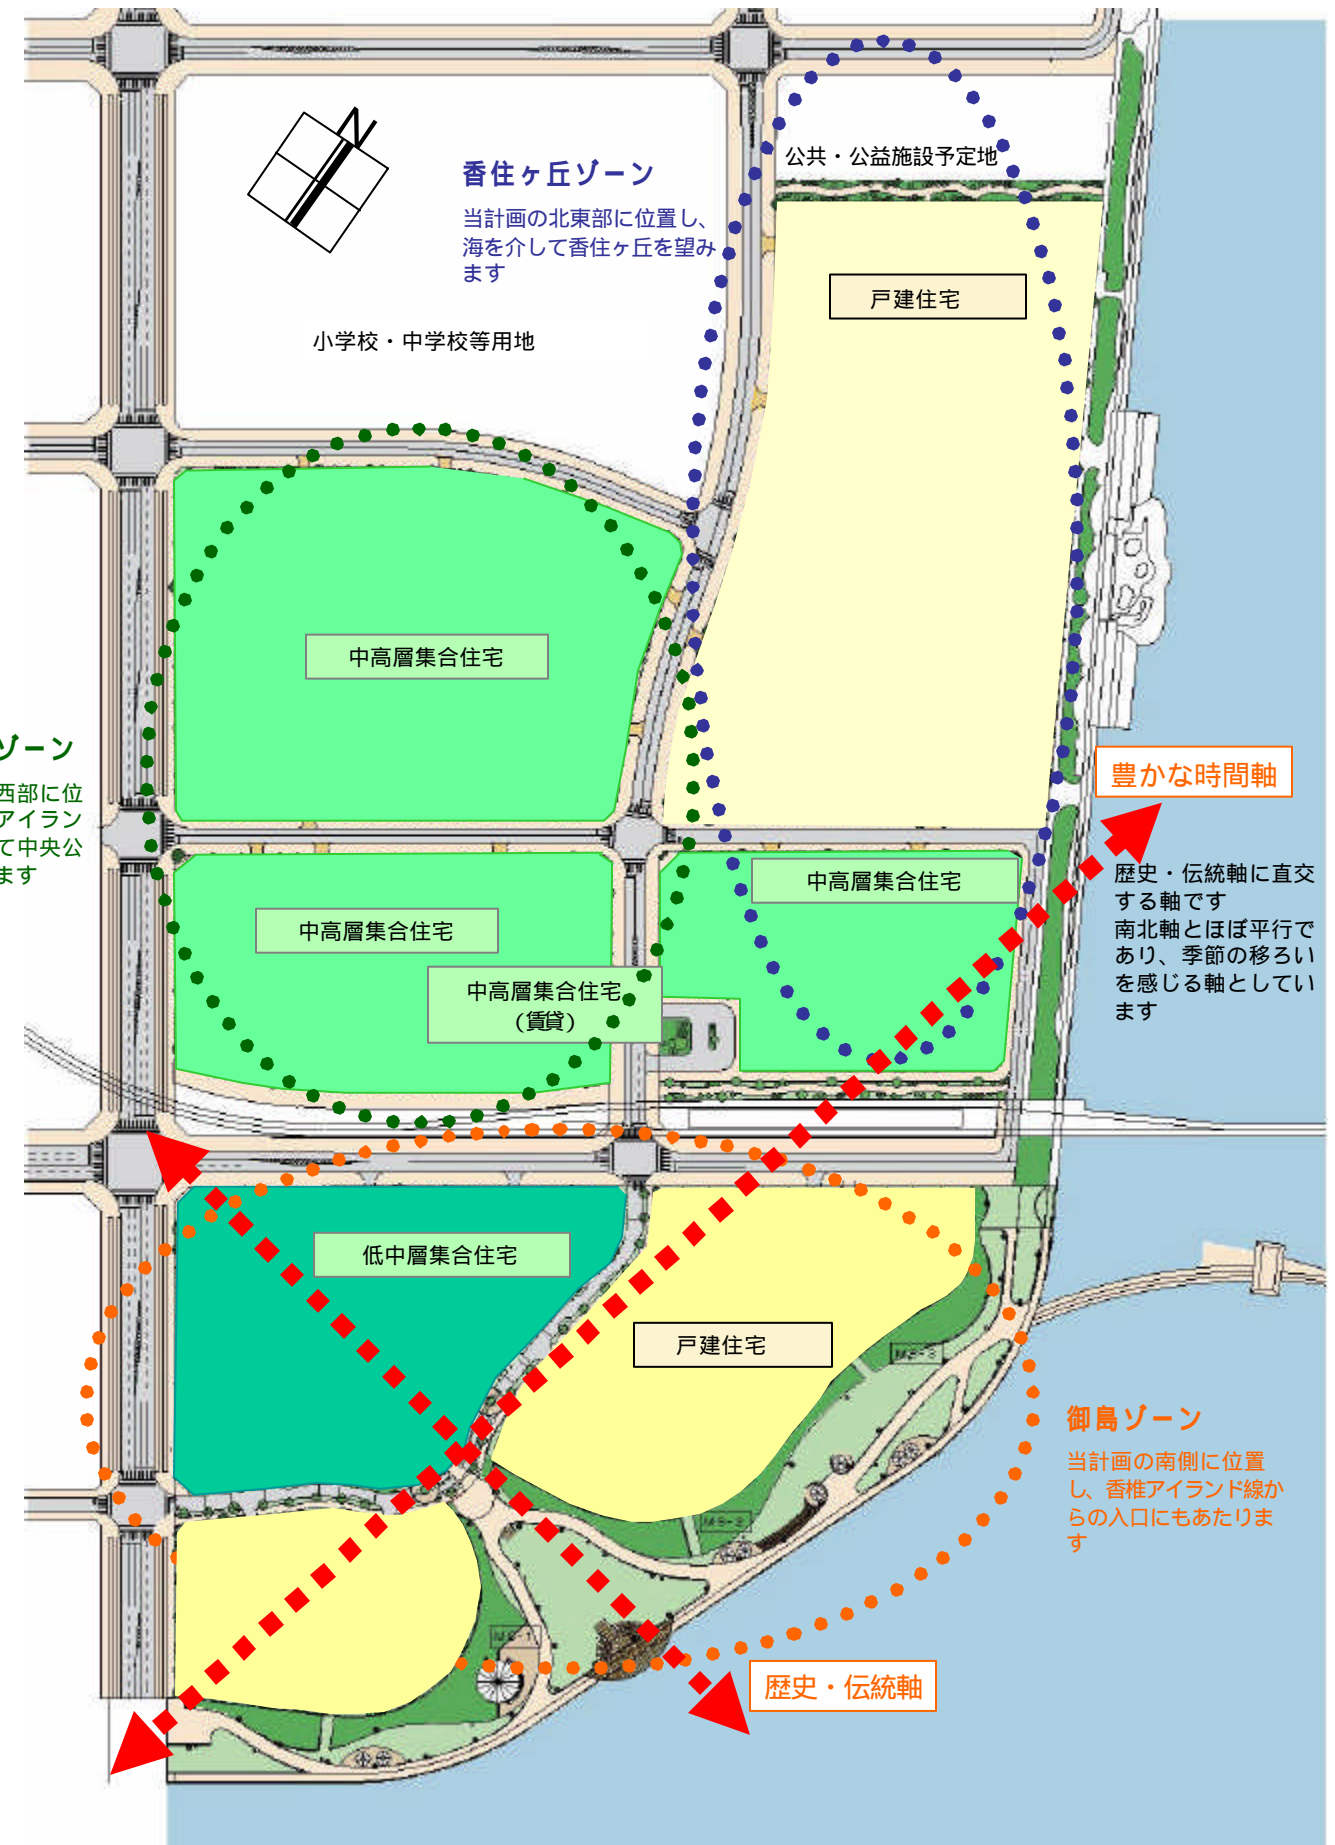 公共・公益施設予定地
香住ヶ丘ゾーン
当計画の北東部に位置し、
海を介して香住ヶ丘を望み
ます
戸建住宅
小学校・中学校等用地
中高層集合住宅
ゾーン
西部に位
アイラン
て中央公
ます
豊かな時間軸
歴史・伝統軸に直交
する軸です
南北軸とほぼ平行で
あり、季節の移ろい
を感じる軸としてい
ます
中高層集合住宅
中高層集合住宅
中高層集合住宅
(賃貸)
低中層集合住宅
戸建住宅
御島ゾーン
当計画の南側に位置
し、香椎アイランド線か
らの入口にもあたりま
す
歴史・伝統軸